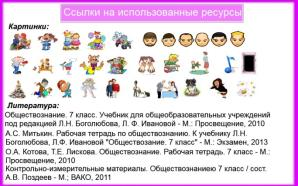 Ссылки на использованные ресурсы
Картинки:
Литература:
Обществознание. 7 класс. Учебник для общеобразовательных учреждений
под редакцией Л.Н. Боголюбова, Л. Ф. Ивановой - М.: Просвещение, 2010
А.С. Митькин. Рабочая тетрадь по обществознанию. К учебнику Л.Н.
Боголюбова, Л.Ф. Ивановой "Обществозание. 7 класс" - М.: Экзамен, 2013
О.А. Котова, Т.Е. Лискова. Обществознание. Рабочая тетрадь. 7 класс - М.:
Просвещение, 2010
Контрольно-измерительные материалы. Обществознанию 7 класс / сост.
А.В. Поздеев - М.; ВАКО, 2011